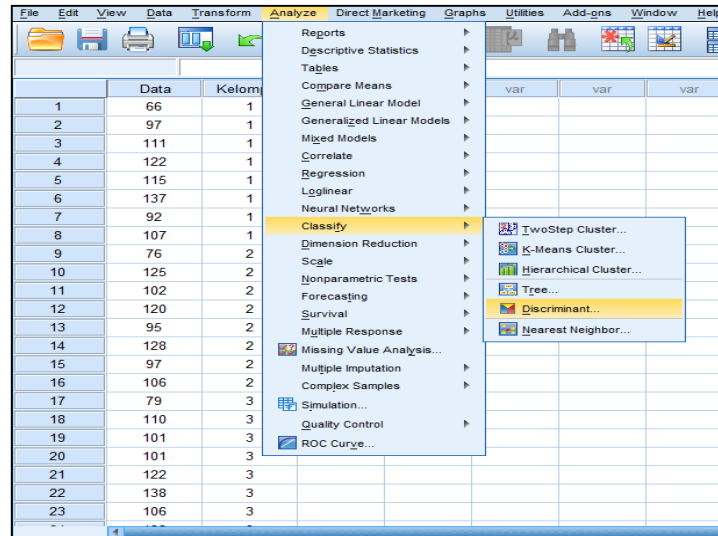 File Edit View Data Transform Analyze Direct Marketing Graphs Utilities Add-ons Window Help
Reports
Descriptive Statistics
Tables
Compare Means
General Linear Model
Generalized Linear Models
Mixed Models
Correlate
Regression
Loglinear
Neural Networks
Classify
Dimension Reduction
Scale
Nonparametric Tests
Forecasting
Survival
Multiple Response
Missing Value Analysis...
Multiple Imputation
Complex Samples
Simulation...
Quality Control
ROC Curve...
TwoStep Cluster...
K-Means Cluster...
Hierarchical Cluster...
Tree...
Discriminant...
Nearest Neighbor...
Data Kelomp var var var
1 66 1
2 97 1
3 111 1
4 122 1
5 115 1
6 137 1
7 92 1
8 107 1
9 76 2
10 125 2
11 102 2
12 120 2
13 95 2
14 128 2
15 97 2
16 106 2
17 79 3
18 110 3
19 101 3
20 101 3
21 122 3
22 138 3
23 106 3